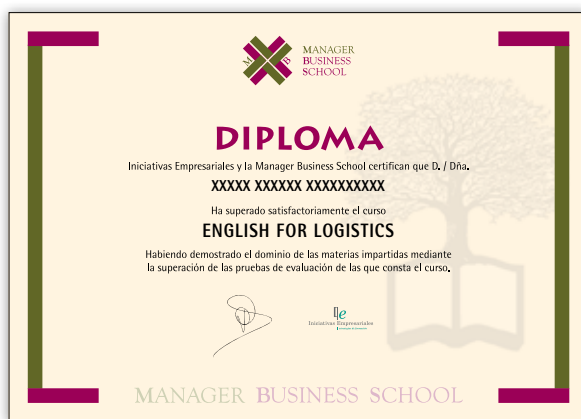 M B
MANAGER
BUSINESS
SCHOOL
DIPLOMA
Iniciativas Empresariales y la Manager Business School certifican que D. / Dña.
XXXXX XXXXXX XXXXXXXXXX
Ha superado satisfactoriamente el curso
ENGLISH FOR LOGISTICS
Habiendo demostrado el dominio de las materias impartidas mediante
la superación de las pruebas de evaluación de las que consta el curso.
Ie
Iniciativas Empresariales
MANAGER BUSINESS SCHOOL